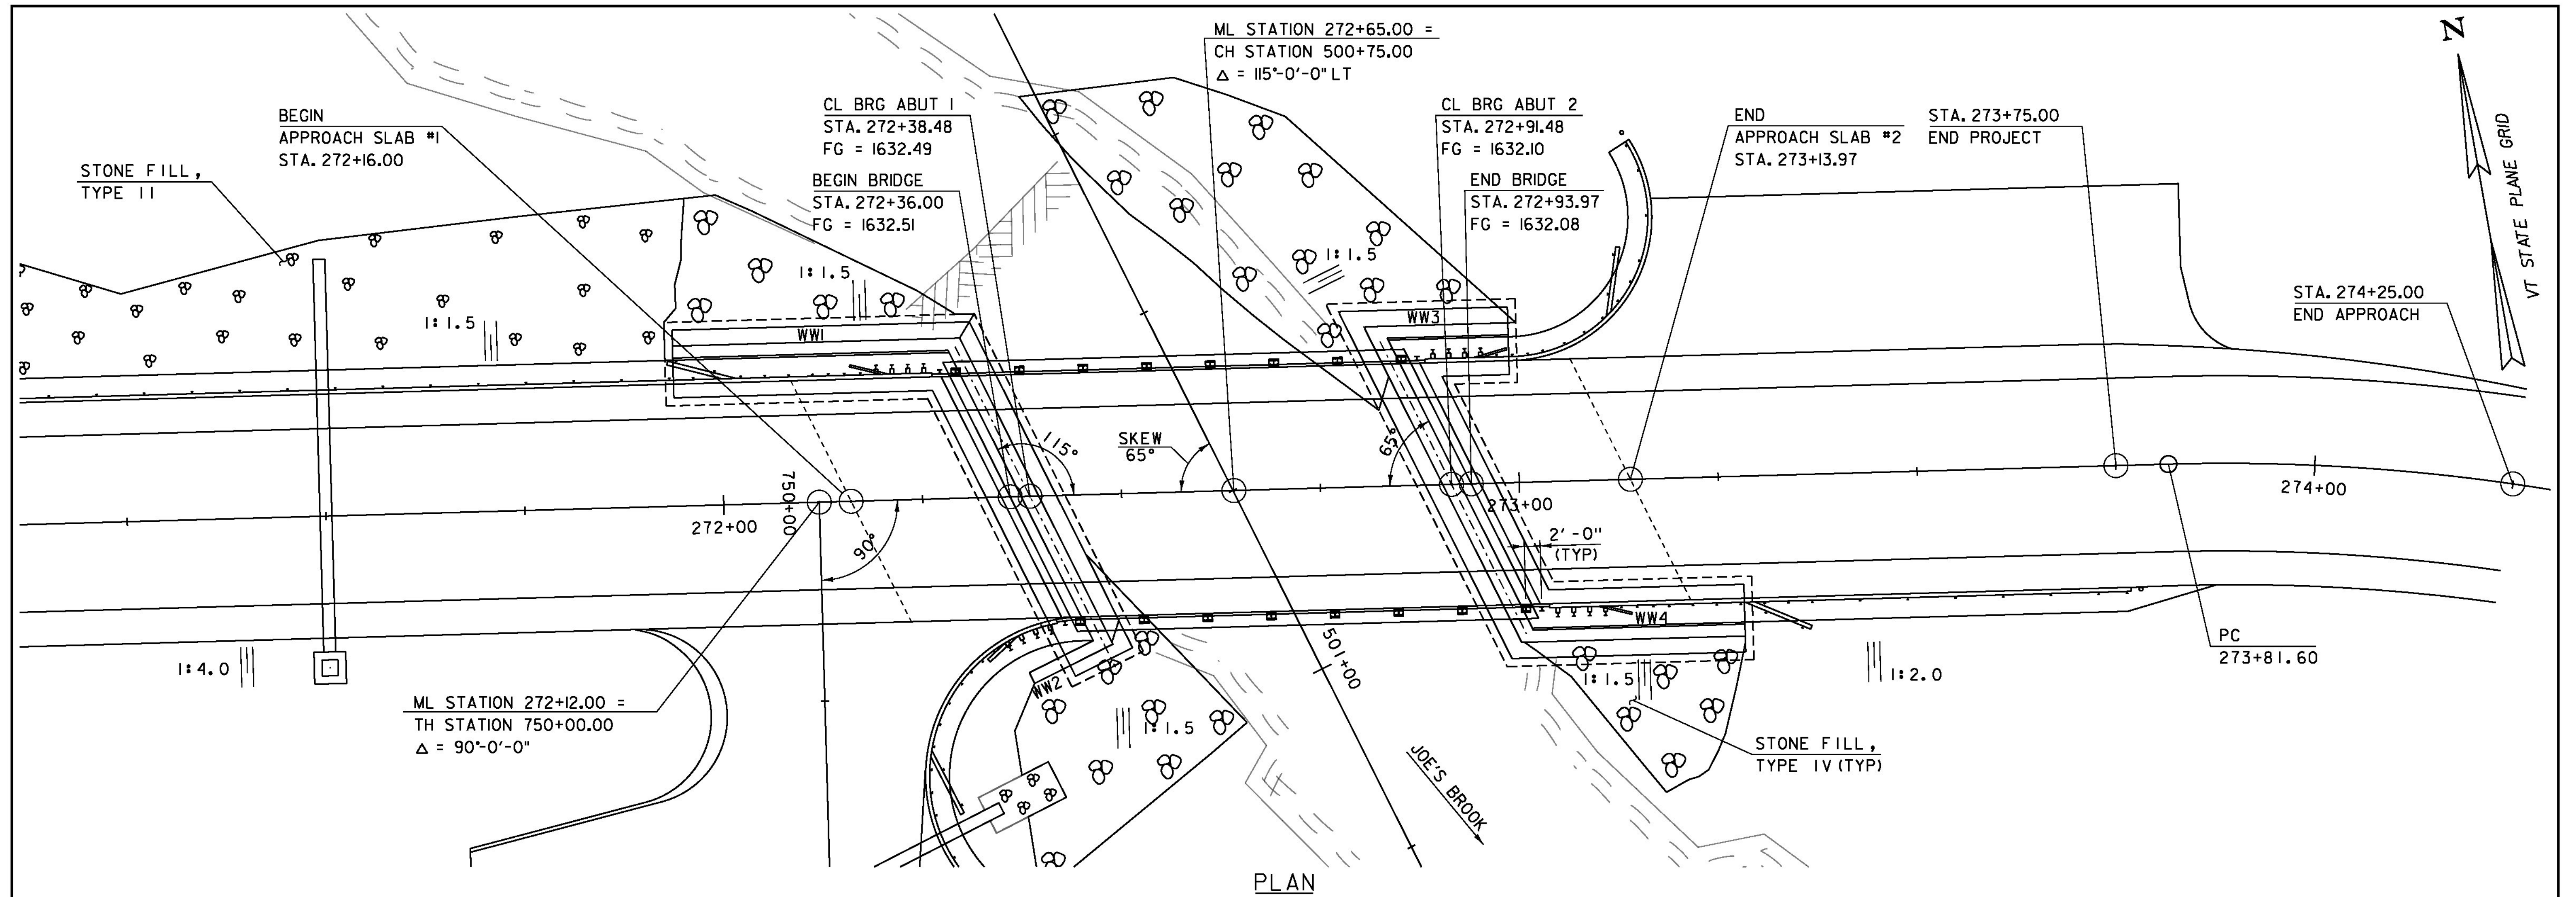 ML STATION 272+65.00 =
CH STATION 500+75.00
Δ = 115°-0'-0" LT
N
VT STATE PLANE GRID
CL BRG ABUT 1
STA. 272+38.48
FG = 1632.49
CL BRG ABUT 2
STA. 272+91.48
FG = 1632.10
BEGIN
APPROACH SLAB #1
STA. 272+16.00
END
APPROACH SLAB #2
STA. 273+13.97
STA. 273+75.00
END PROJECT
STONE FILL,
TYPE II
BEGIN BRIDGE
STA. 272+36.00
FG = 1632.51
END BRIDGE
STA. 272+93.97
FG = 1632.08
1:1.5
1:1.5
1:1.5
STA. 274+25.00
END APPROACH
WW1
WW3
115°
SKEW
65°
65°
750+00
272+00
90°
273+00
274+00
2'-0"
(TYP)
WW4
501+00
1:4.0
WW2
1:1.5
1:1.5
1:2.0
PC
273+81.60
ML STATION 272+12.00 =
TH STATION 750+00.00
Δ = 90°-0'-0"
JOE'S BROOK
STONE FILL,
TYPE IV (TYP)
PLAN